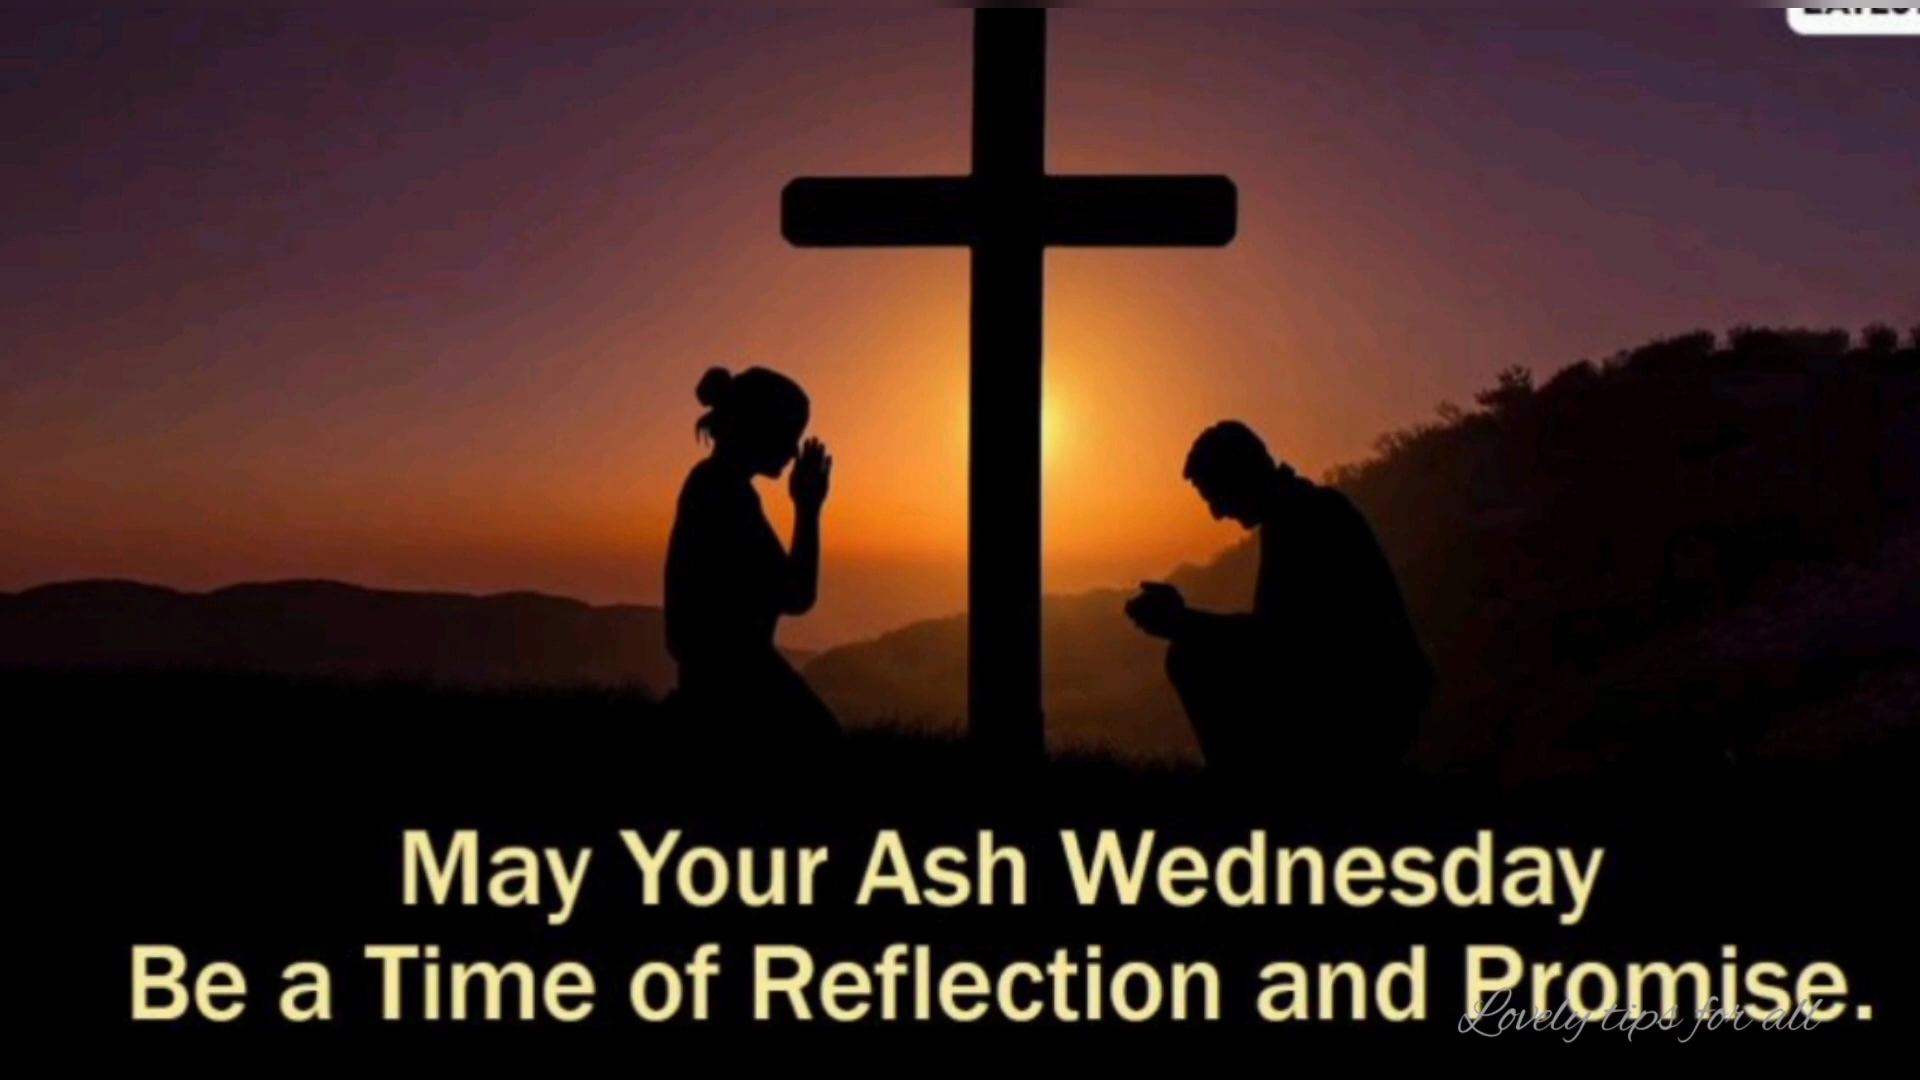 May Your Ash Wednesday
Be a Time of Reflection and Promise.
Lovely tips for all